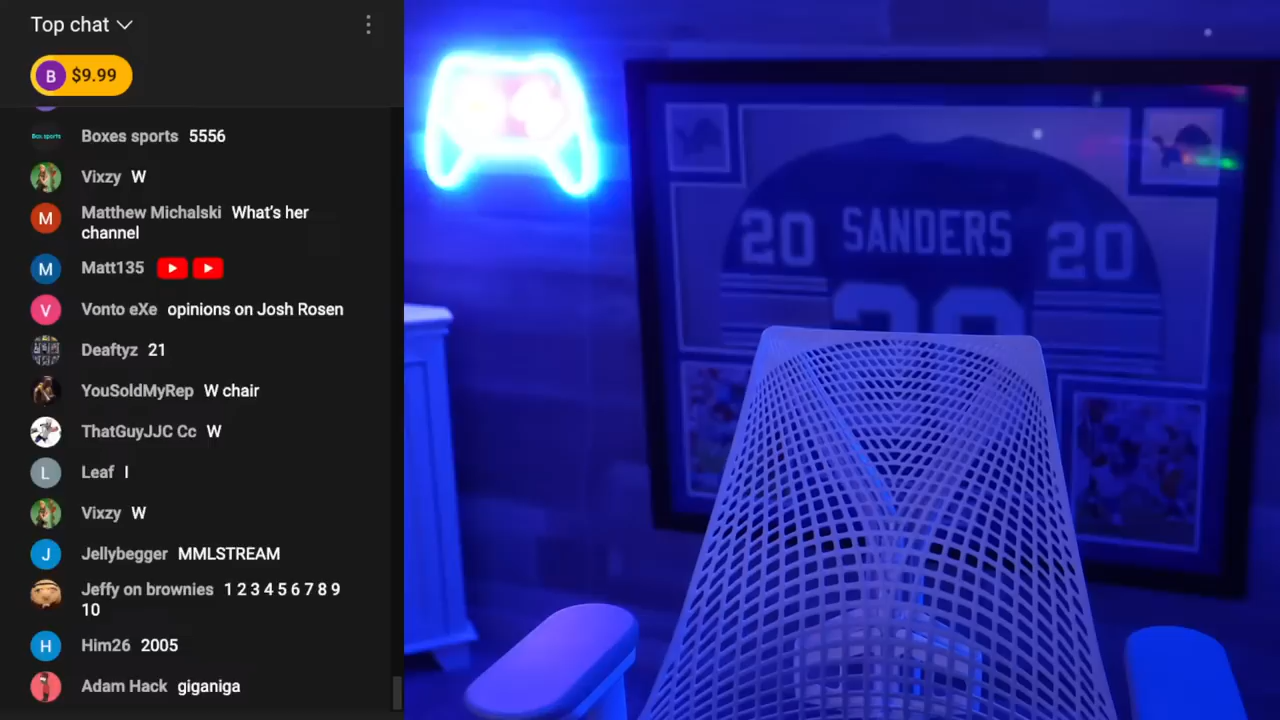 Top chat
B $9.99
Boxes sports 5556
Vixzy W
M Matthew Michalski What's her
channel
M Matt135
V Vonto eXe opinions on Josh Rosen
Deaftyz 21
YouSoldMyRep W chair
ThatGuyJJC Cc W
L Leaf I
Vixzy W
J Jellybegger MMLSTREAM
Jeffy on brownies 1 2 3 4 5 6 7 8 9
10
H Him26 2005
Adam Hack giganiga
20 SANDERS 20
20